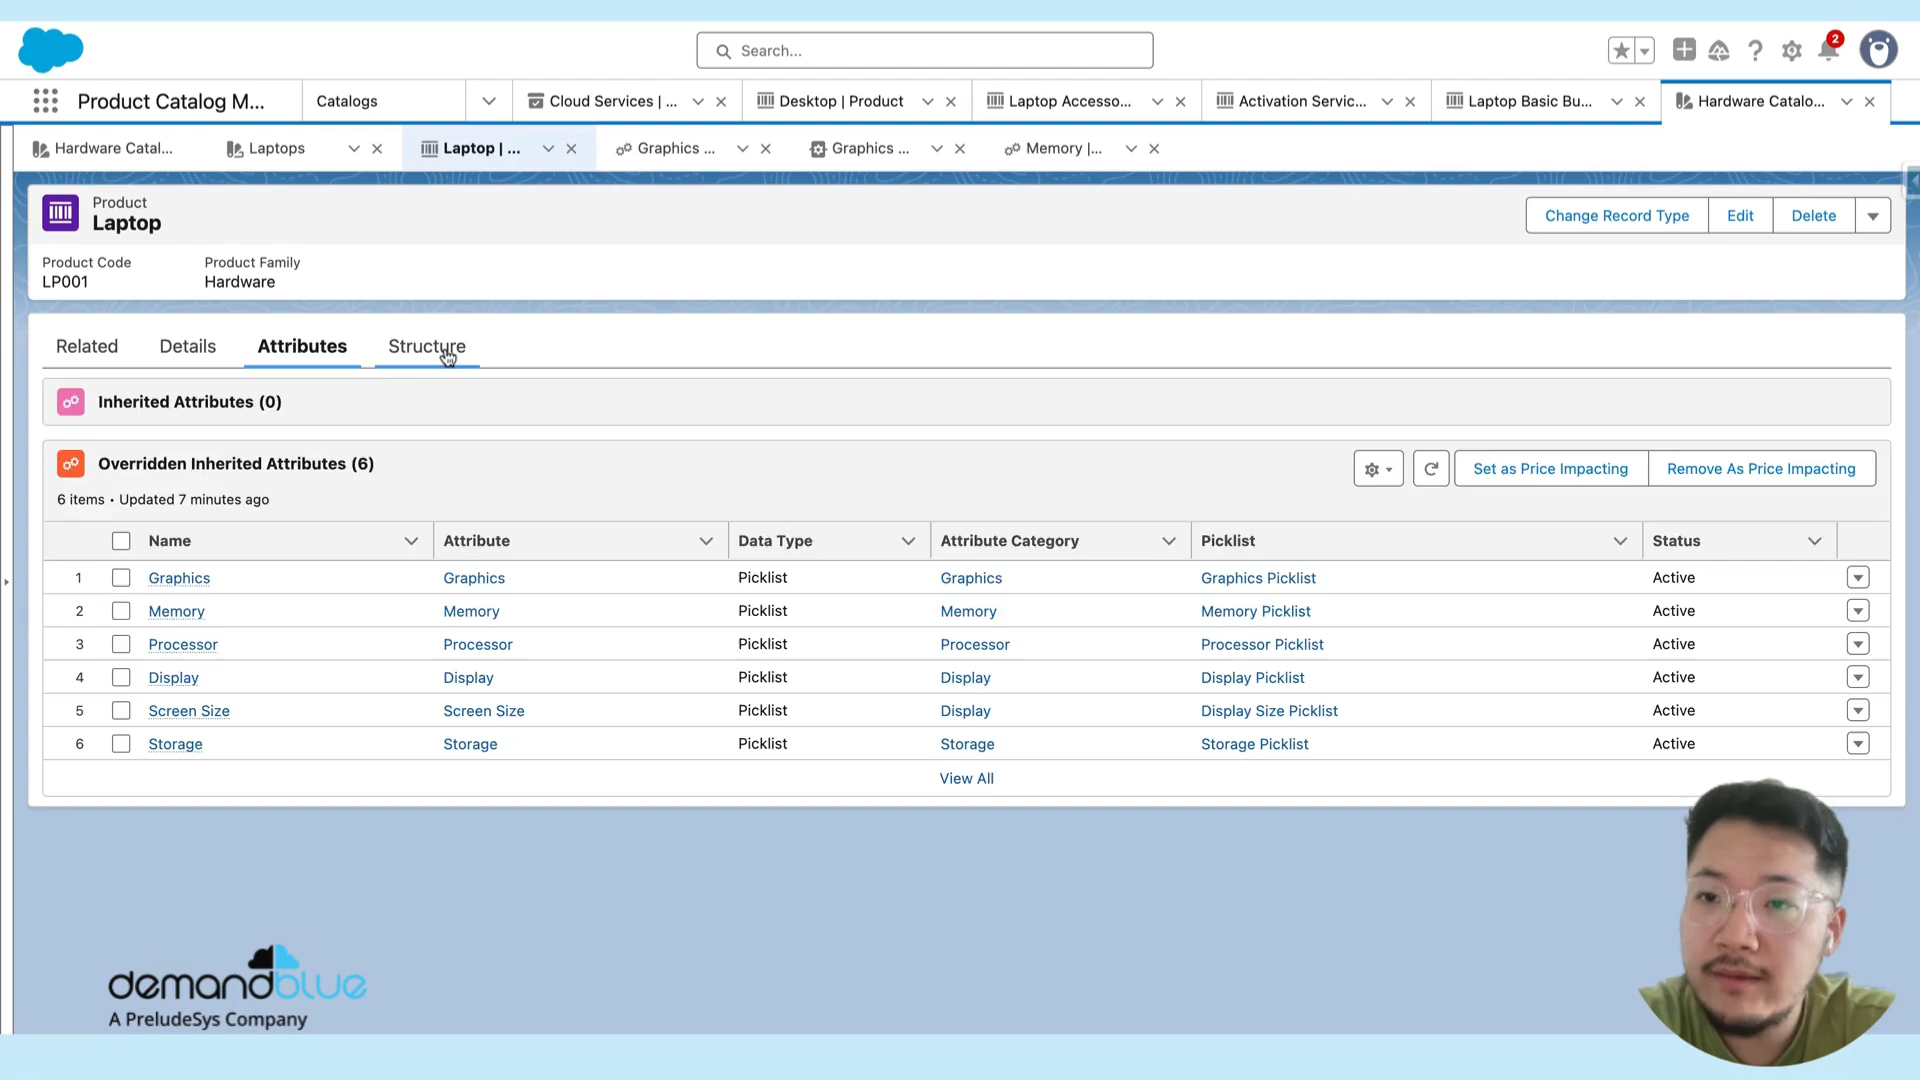 Search...
2
Product Catalog M...
Catalogs
Cloud Services | ...
Desktop | Product
Laptop Accesso...
Activation Servic...
Laptop Basic Bu...
Hardware Catalo...
Hardware Catal...
Laptops
Laptop | ...
Graphics ...
Graphics ...
Memory |...
Product
Laptop
Change Record Type
Edit
Delete
Product Code
LP001
Product Family
Hardware
Related
Details
Attributes
Structure
Inherited Attributes (0)
Overridden Inherited Attributes (6)
6 items • Updated 7 minutes ago
Set as Price Impacting
Remove As Price Impacting
Name Attribute Data Type Attribute Category Picklist Status
1 Graphics Graphics Picklist Graphics Graphics Picklist Active
2 Memory Memory Picklist Memory Memory Picklist Active
3 Processor Processor Picklist Processor Processor Picklist Active
4 Display Display Picklist Display Display Picklist Active
5 Screen Size Screen Size Picklist Display Display Size Picklist Active
6 Storage Storage Picklist Storage Storage Picklist Active
View All
demandblue
A PreludeSys Company